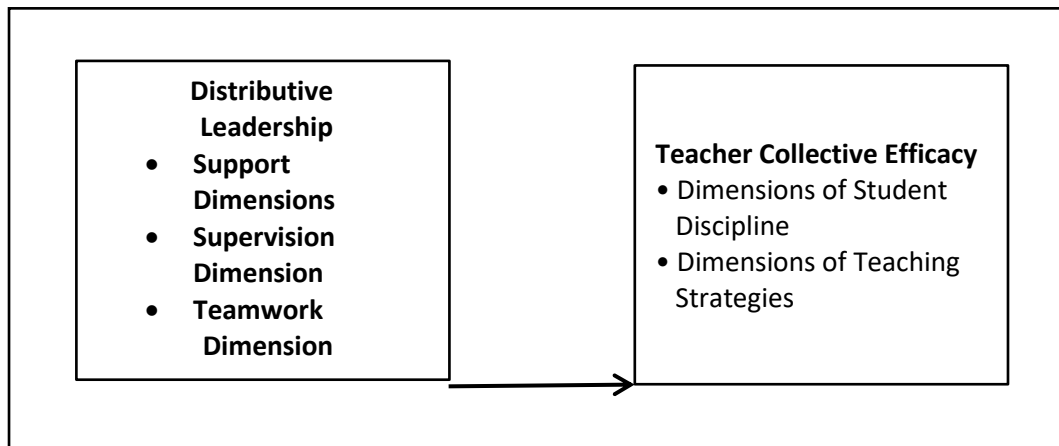 Distributive
Leadership
• Support
Dimensions
• Supervision
Dimension
• Teamwork
Dimension
Teacher Collective Efficacy
• Dimensions of Student
Discipline
• Dimensions of Teaching
Strategies